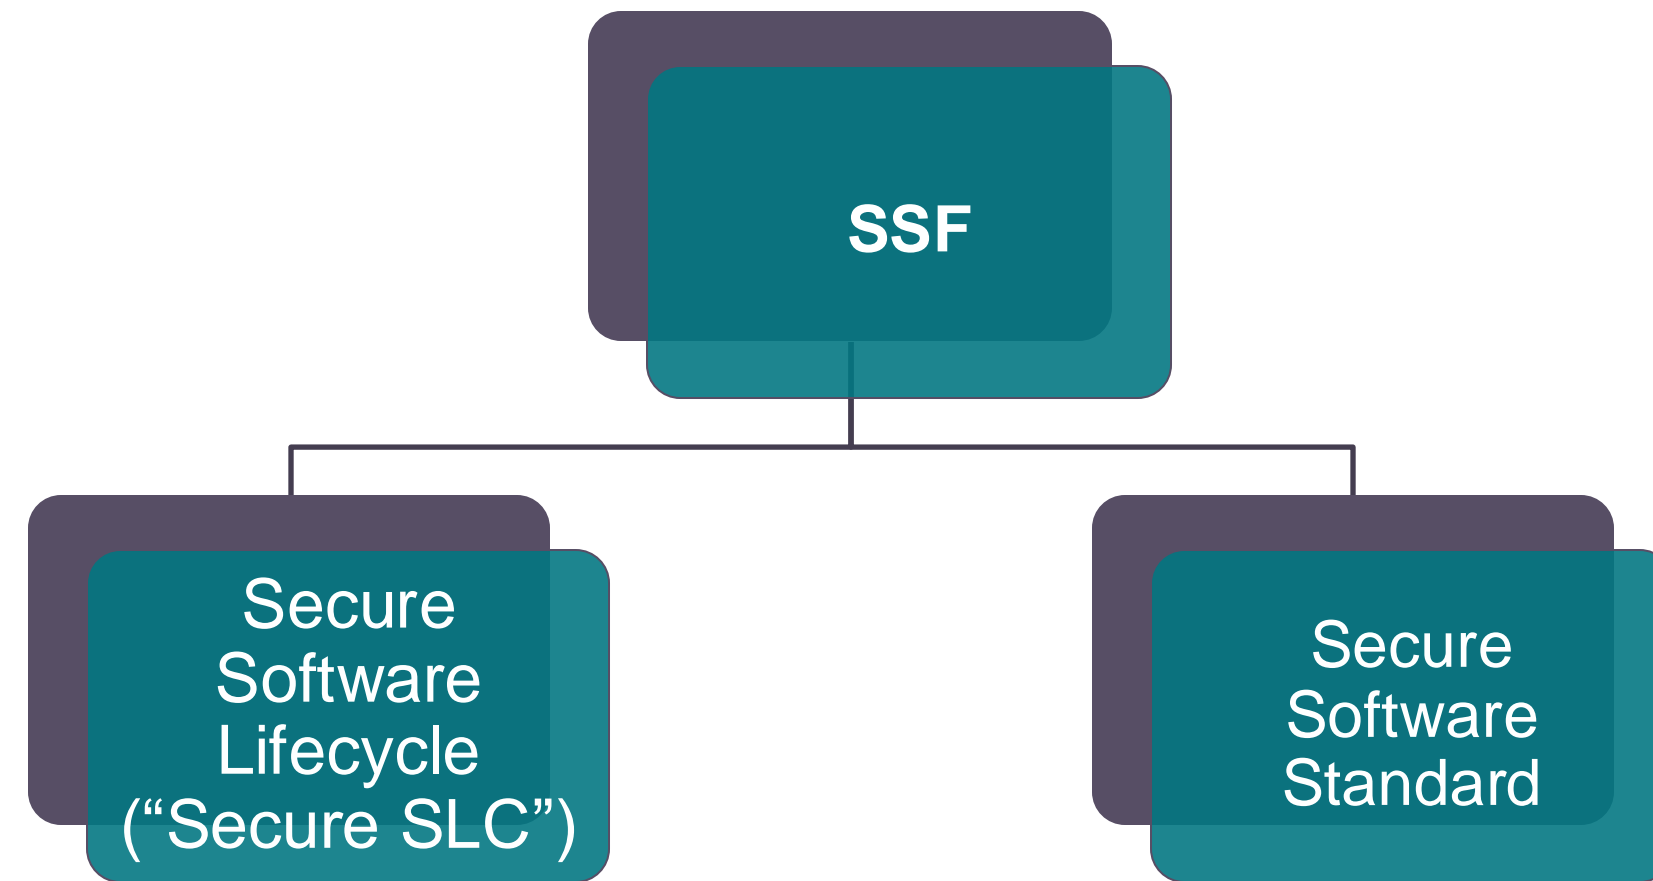 SSF
Secure
Software
Lifecycle
(“Secure SLC”)
Secure
Software
Standard